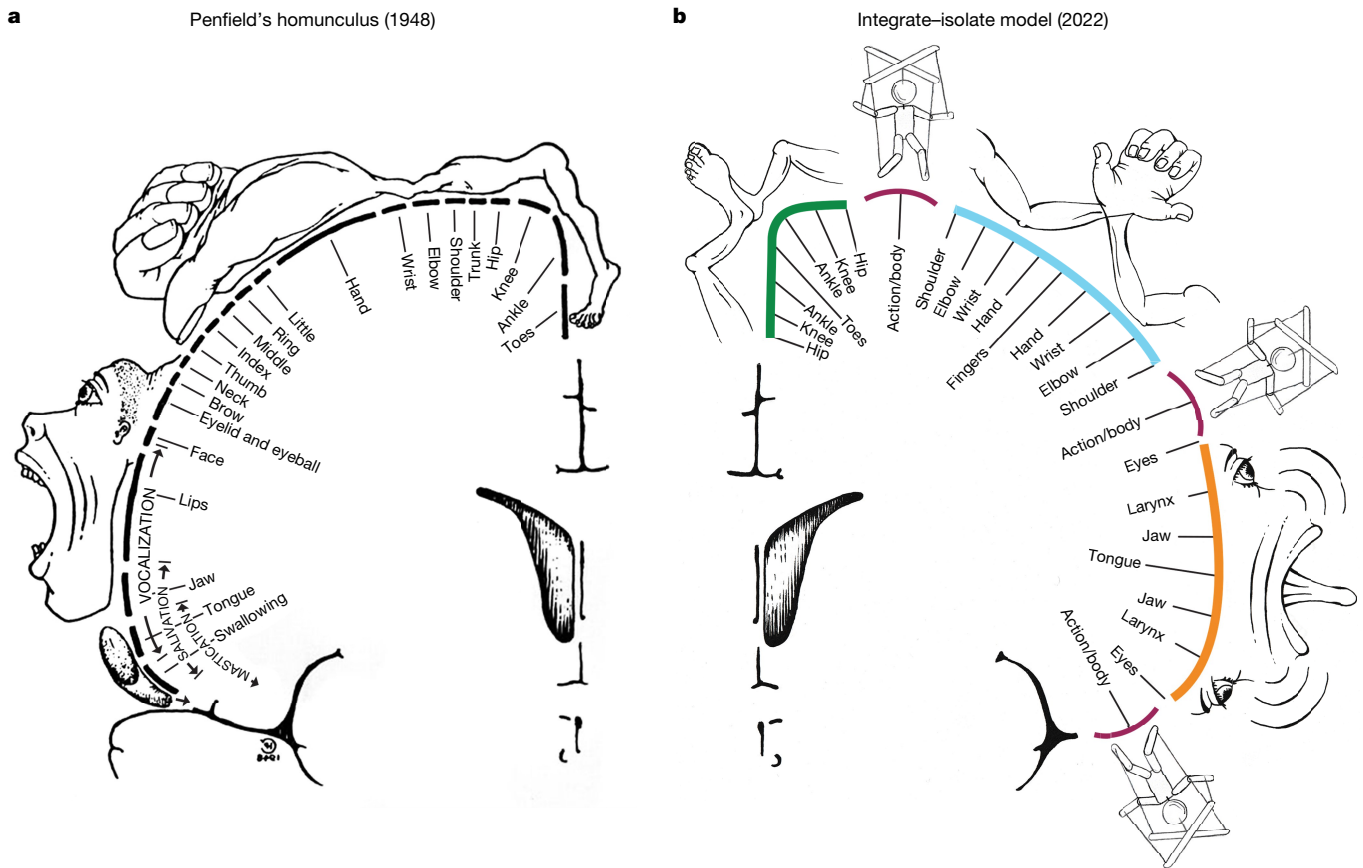 a
Penfield's homunculus (1948)
Hand
Wrist
Elbow
Shoulder
Trunk
Hip
Knee
Ankle
Toes
Little
Ring
Middle
Index
Thumb
Neck
Brow
Eyelid and eyeball
Face
Lips
Jaw
Tongue
Swallowing
VOCALIZATION
SALIVATION
MASTICATION
b
Integrate–isolate model (2022)
Hip
Knee
Ankle
Toes
Ankle
Knee
Hip
Action/body
Shoulder
Elbow
Wrist
Hand
Fingers
Hand
Wrist
Elbow
Shoulder
Action/body
Eyes
Larynx
Jaw
Tongue
Jaw
Larynx
Eyes
Action/body